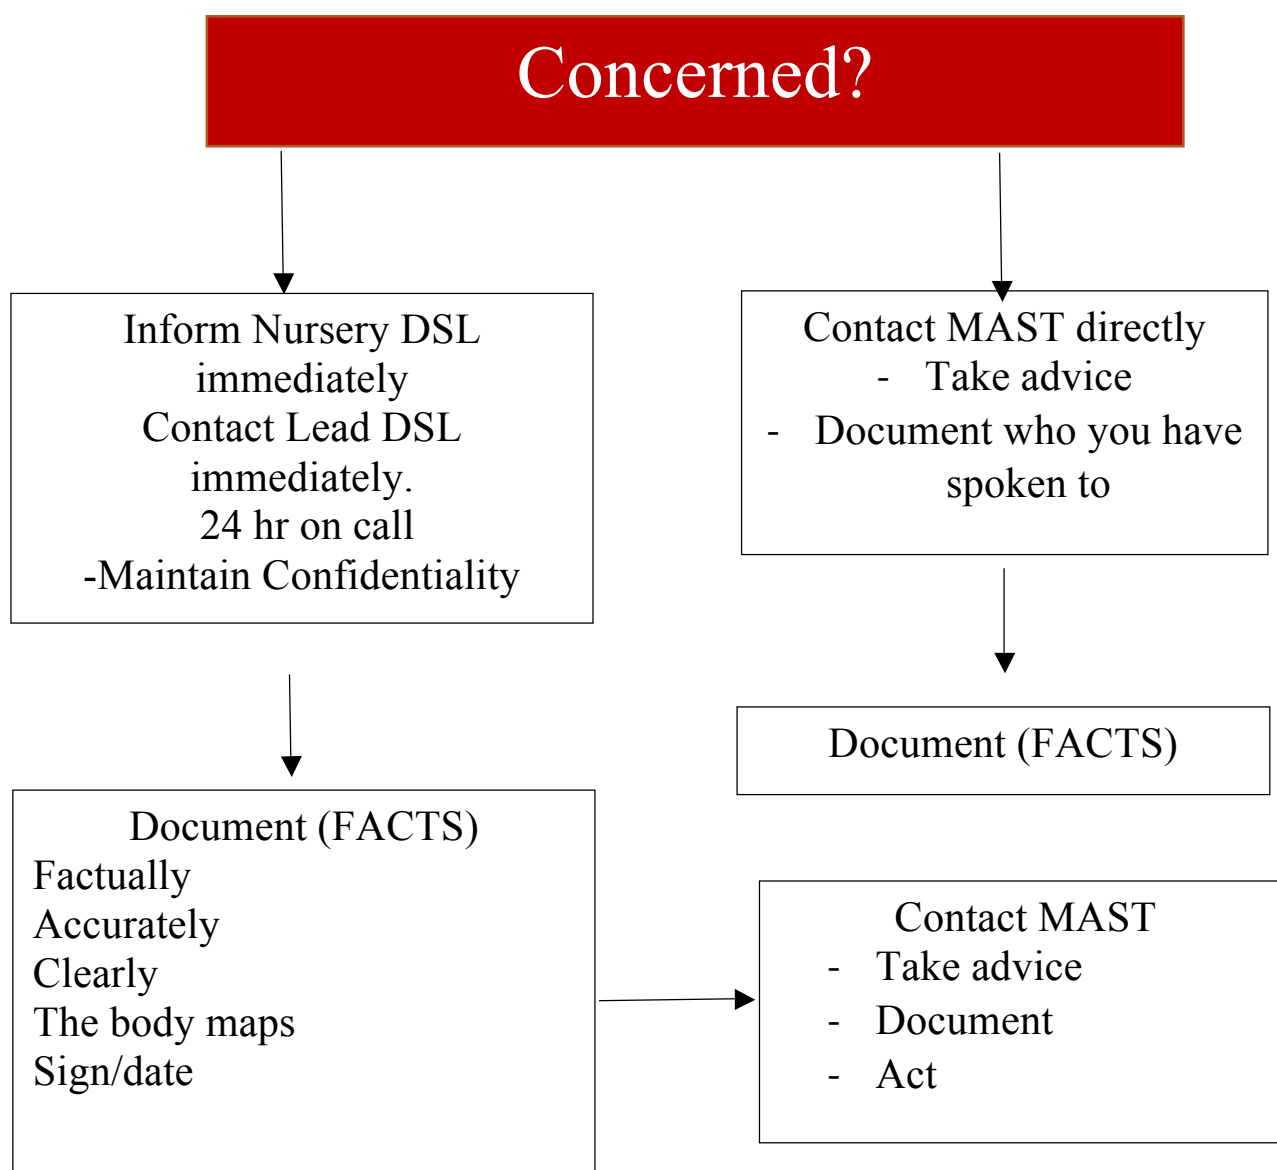 Concerned?
Inform Nursery DSL
immediately
Contact Lead DSL
immediately.
24 hr on call
-Maintain Confidentiality
Contact MAST directly
- Take advice
- Document who you have
spoken to
Document (FACTS)
Document (FACTS)
Factually
Accurately
Clearly
The body maps
Sign/date
Contact MAST
- Take advice
- Document
- Act